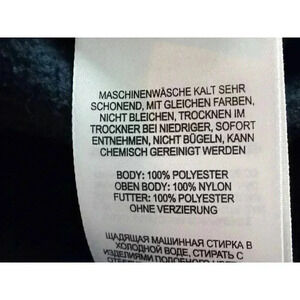 MASCHINENWÄSCHE KALT SEHR
SCHONEND, MIT GLEICHEN FARBEN,
NICHT BLEICHEN, TROCKNEN IM
TROCKNER BEI NIEDRIGER, SOFORT
ENTNEHMEN, NICHT BÜGELN, KANN
CHEMISCH GEREINIGT WERDEN
BODY: 100% POLYESTER
OBEN BODY: 100% NYLON
FUTTER: 100% POLYESTER
OHNE VERZIERUNG
ЩАДЯЩАЯ МАШИННАЯ СТИРКА В
ХОЛОДНОЙ ВОДЕ, СТИРАТЬ С
ИЗДЕЛИЯМИ ПОДОБНОГО